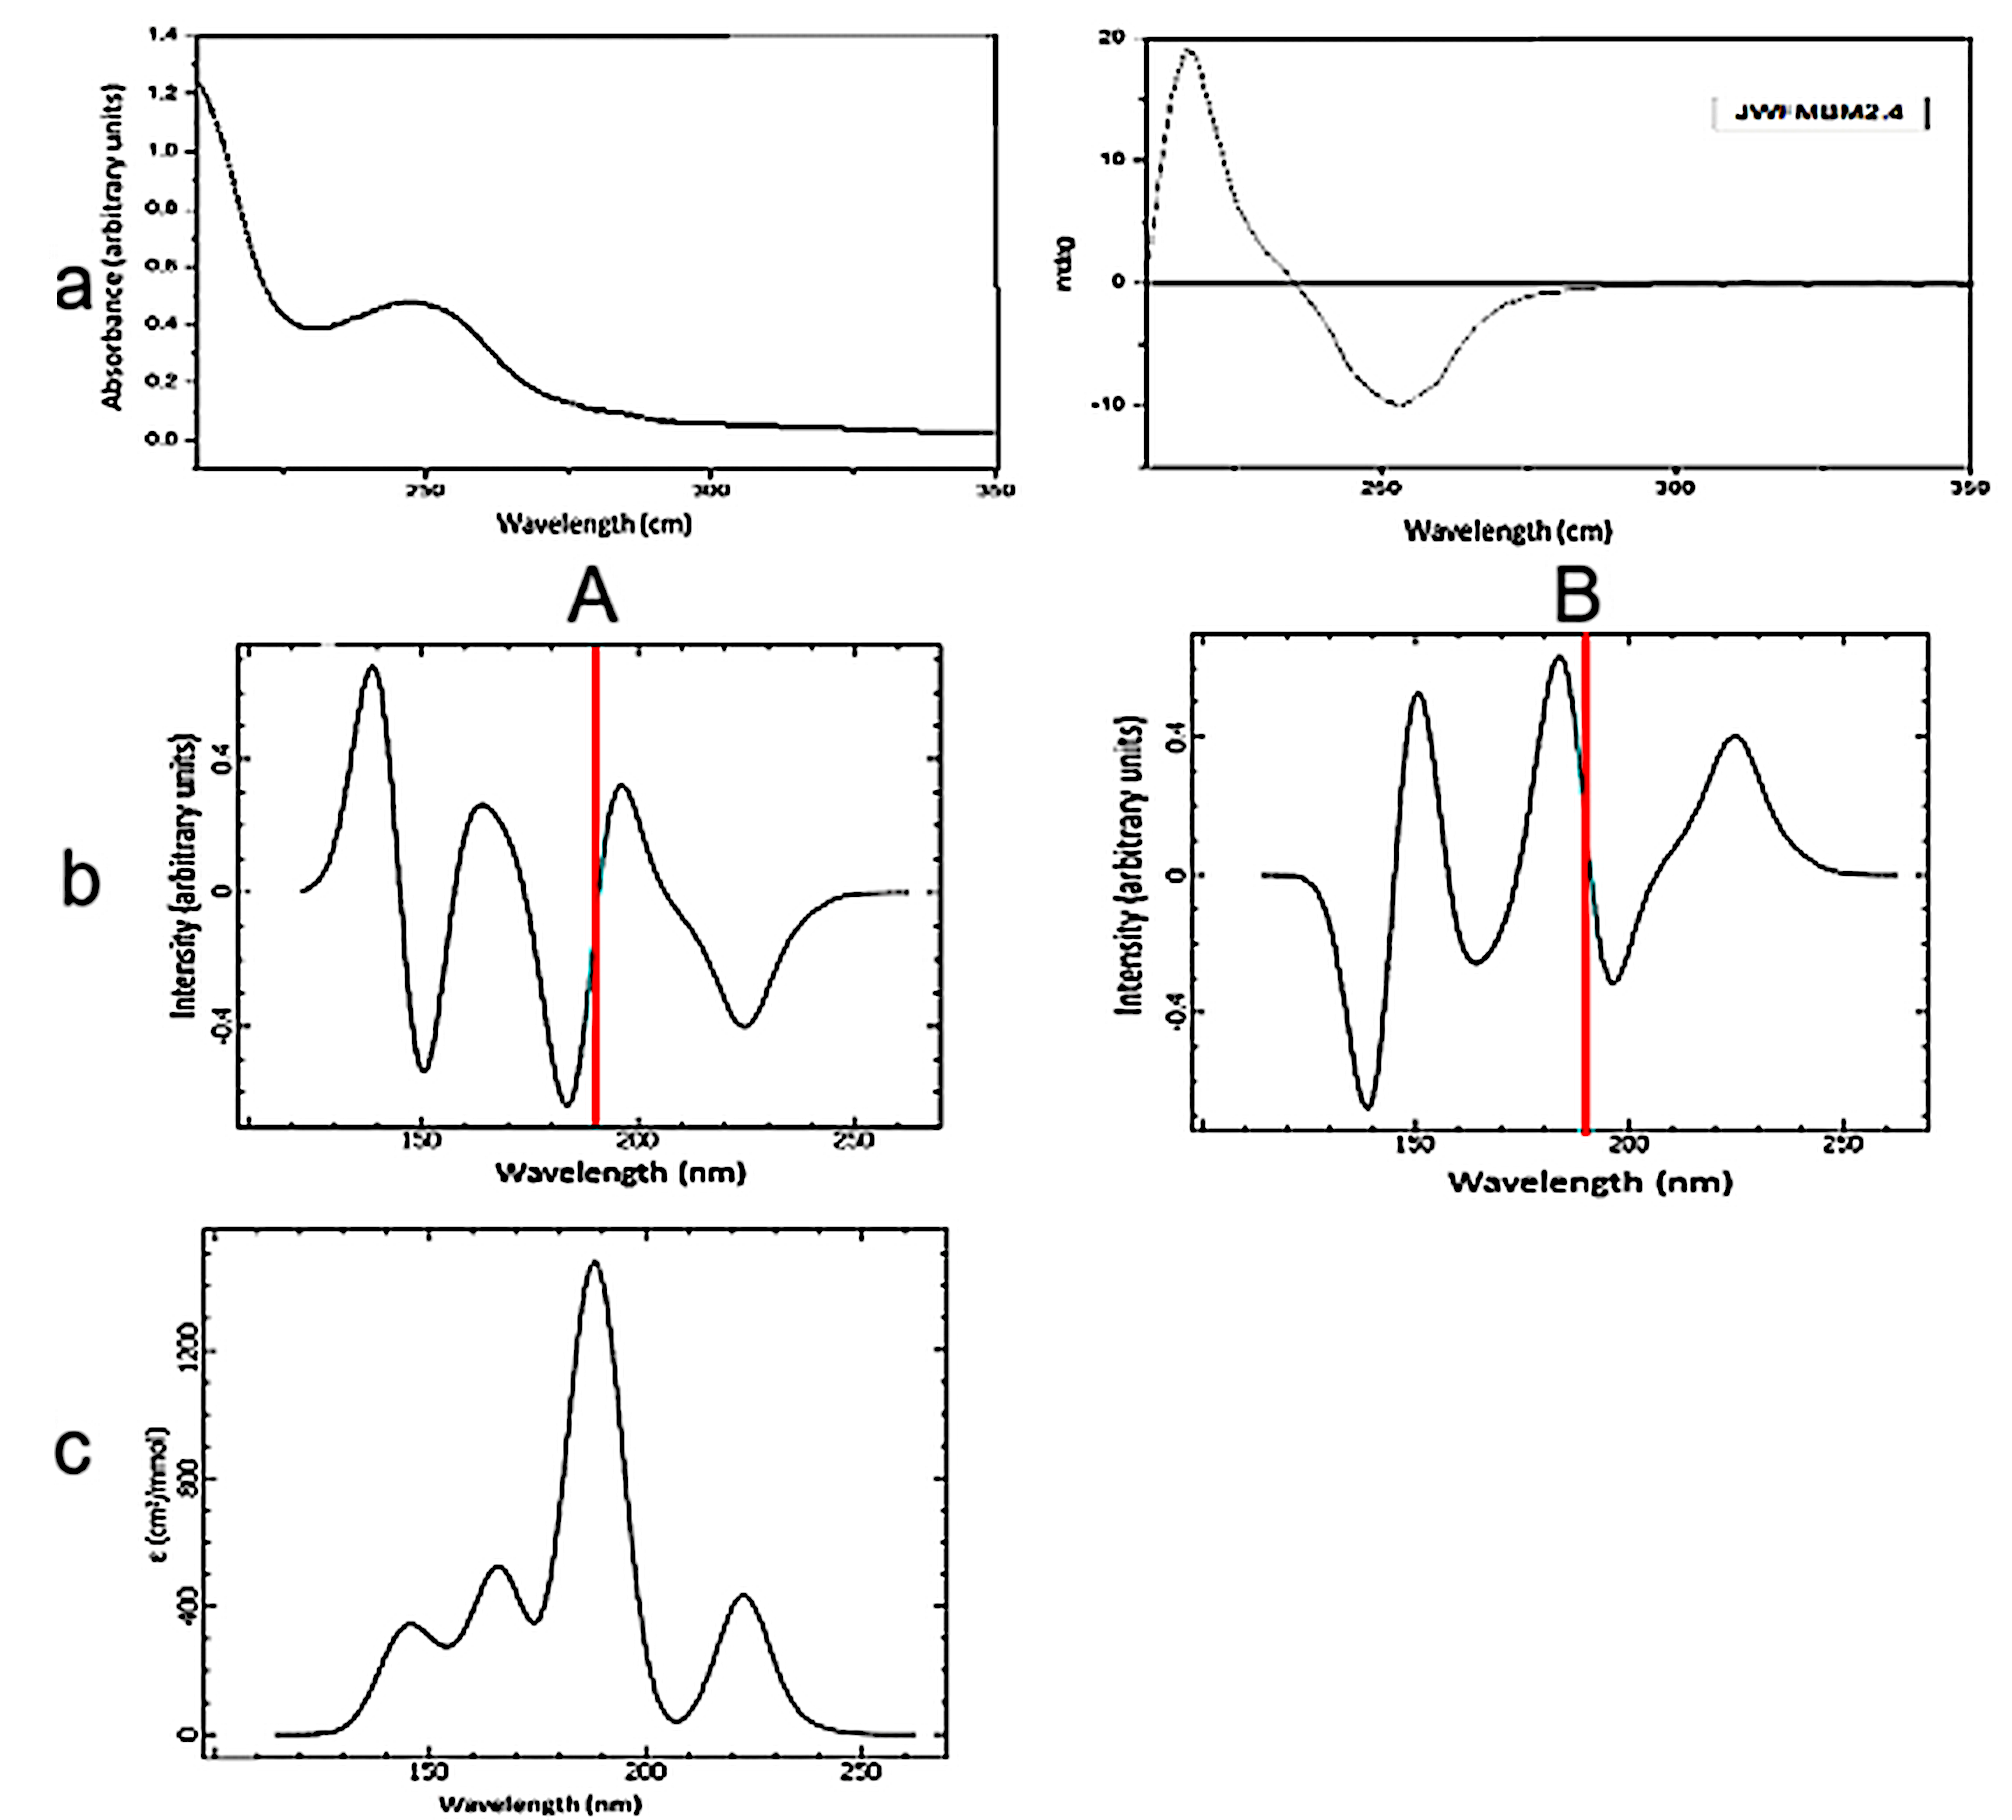 a
Absorbance (arbitrary units)
1.4
1.2
1.0
0.8
0.6
0.4
0.2
0.0
250
300
350
Wavelength (cm)
20
10
0
-10
250
300
350
Wavelength (cm)
A
B
b
Intensity (arbitrary units)
0.4
0
-0.4
150
200
250
Wavelength (nm)
Intensity (arbitrary units)
0.4
0
-0.4
150
200
250
Wavelength (nm)
c
ε (cm²/mmol)
1200
800
400
0
150
200
250
Wavelength (nm)